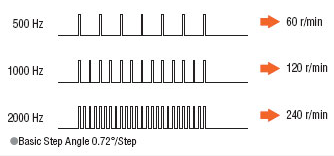 500 Hz 60 r/min
1000 Hz 120 r/min
2000 Hz 240 r/min
Basic Step Angle 0.72°/Step